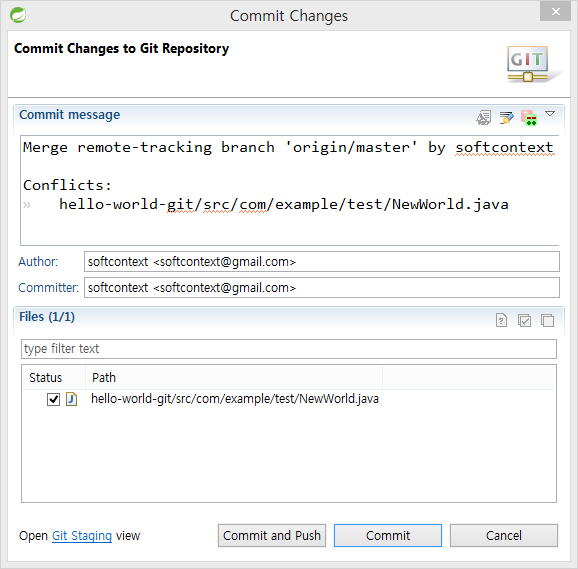 Commit Changes
Commit Changes to Git Repository
GIT
Commit message
Merge remote-tracking branch 'origin/master' by softcontext
Conflicts:
» hello-world-git/src/com/example/test/NewWorld.java
Author: softcontext <softcontext@gmail.com>
Committer: softcontext <softcontext@gmail.com>
Files (1/1)
type filter text
Status Path
J hello-world-git/src/com/example/test/NewWorld.java
Open Git Staging view Commit and Push Commit Cancel